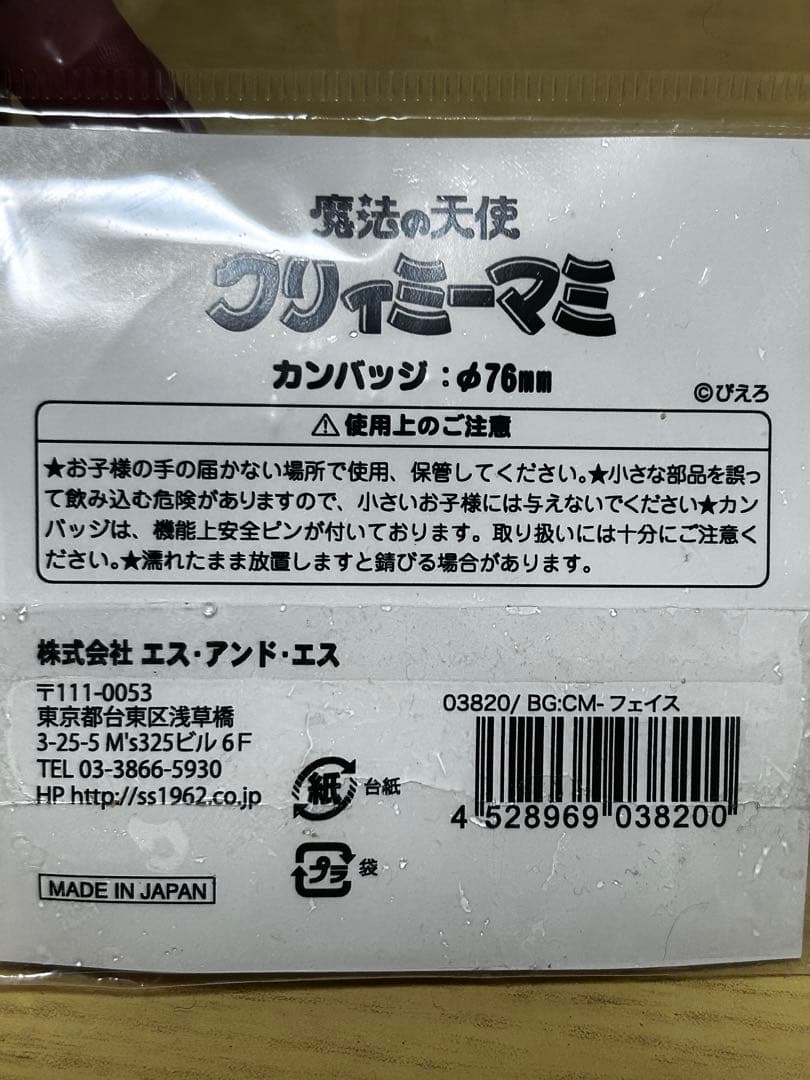 魔法の天使
クリィミーマミ
カンバッジ：φ76mm
©ぴえろ
⚠使用上のご注意
★お子様の手の届かない場所で使用、保管してください。★小さな部品を誤っ
て飲み込む危険がありますので、小さいお子様には与えないでください★カン
バッジは、機能上安全ピンが付いております。取り扱いには十分にご注意く
ださい。★濡れたまま放置しますと錆びる場合があります。
株式会社 エス・アンド・エス
〒111-0053
東京都台東区浅草橋
3-25-5 M's325ビル 6F
TEL 03-3866-5930
HP http://ss1962.co.jp
MADE IN JAPAN
紙 台紙
プラ 袋
03820/ BG:CM-フェイス
4 528969 038200